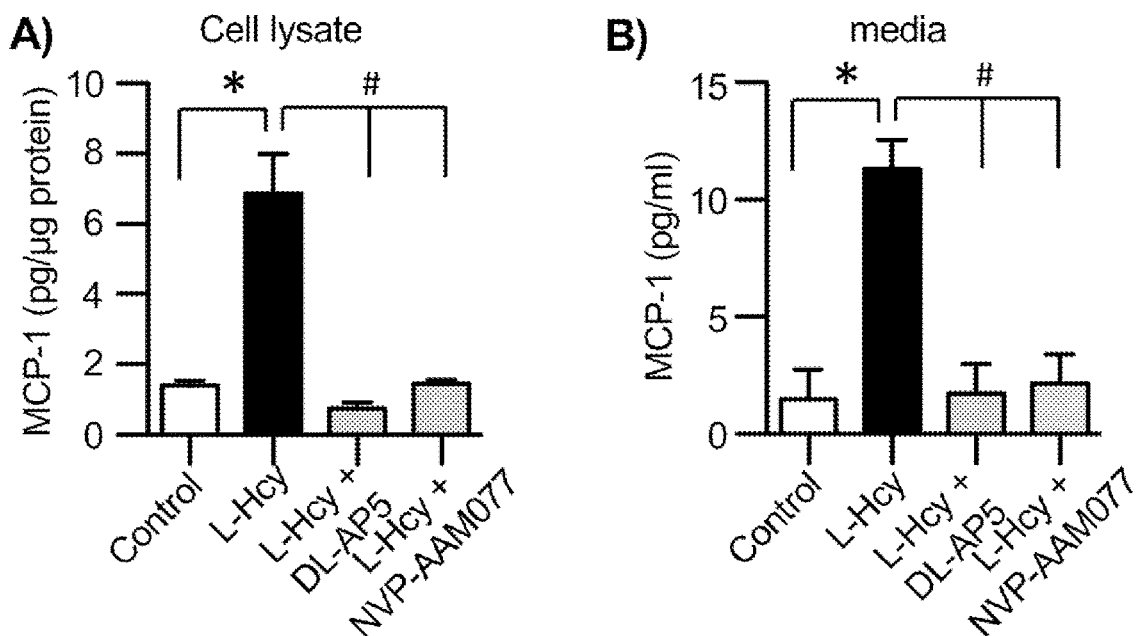 A)
Cell lysate
MCP-1 (pg/µg protein)
10
8
6
4
2
0
*
#
Control
L-Hcy
L-Hcy +
DL-AP5
L-Hcy +
NVP-AAM077
B)
media
MCP-1 (pg/ml)
15
10
5
0
*
#
Control
L-Hcy
L-Hcy +
DL-AP5
L-Hcy +
NVP-AAM077